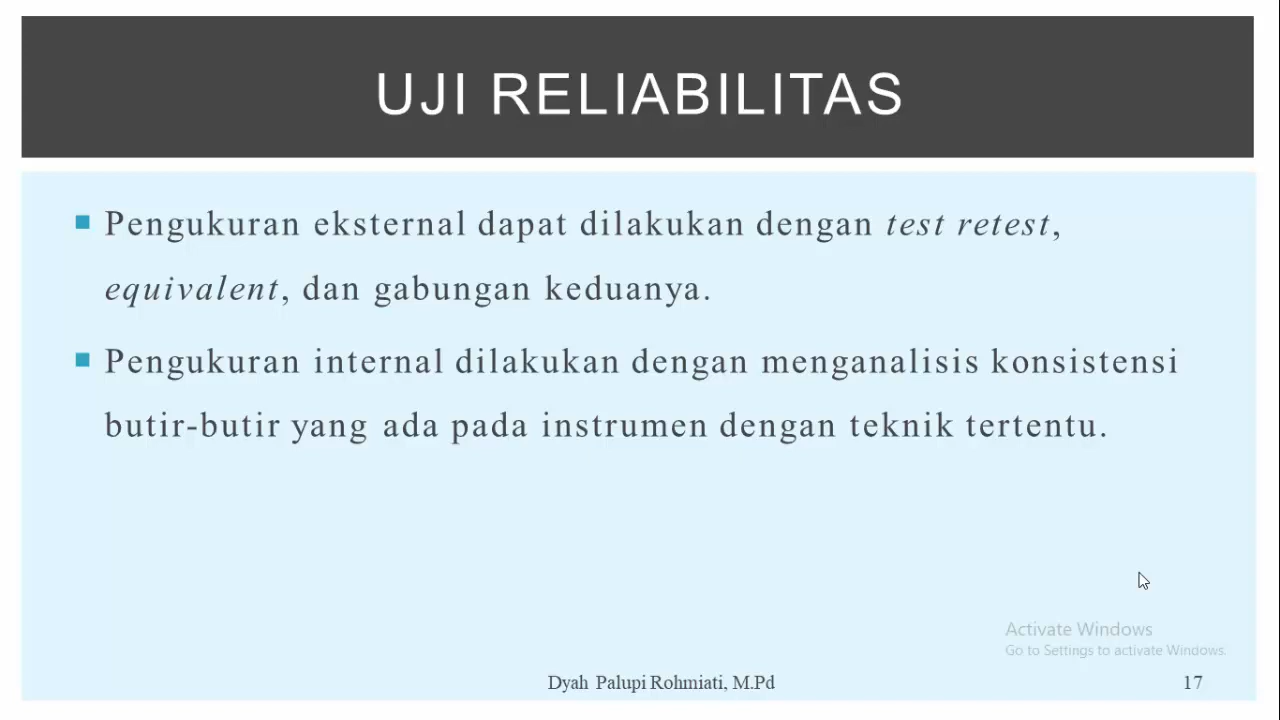 UJI RELIABILITAS
Pengukuran eksternal dapat dilakukan dengan test retest,
equivalent, dan gabungan keduanya.
Pengukuran internal dilakukan dengan menganalisis konsistensi
butir-butir yang ada pada instrumen dengan teknik tertentu.
Activate Windows
Go to Settings to activate Windows.
Dyah Palupi Rohmiati, M.Pd
17